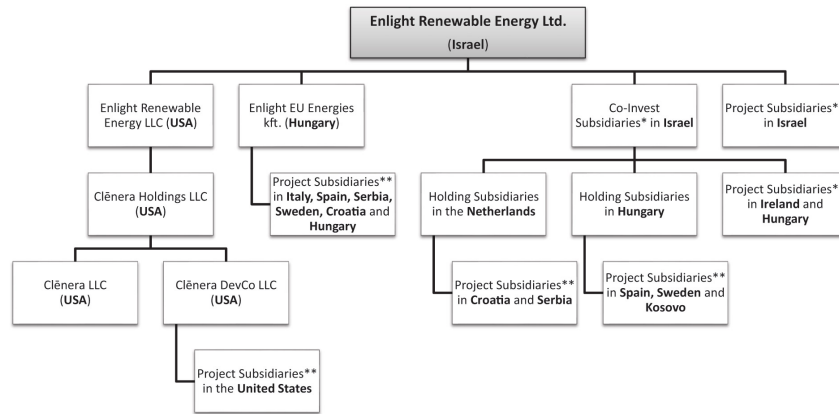 Enlight Renewable Energy Ltd.
(Israel)
Enlight Renewable
Energy LLC (USA)
Enlight EU Energies
kft. (Hungary)
Co-Invest
Subsidiaries* in Israel
Project Subsidiaries*
in Israel
Clēnera Holdings LLC
(USA)
Project Subsidiaries**
in Italy, Spain, Serbia,
Sweden, Croatia and
Hungary
Holding Subsidiaries
in the Netherlands
Holding Subsidiaries
in Hungary
Project Subsidiaries*
in Ireland and
Hungary
Clēnera LLC
(USA)
Clēnera DevCo LLC
(USA)
Project Subsidiaries**
in Croatia and Serbia
Project Subsidiaries**
in Spain, Sweden and
Kosovo
Project Subsidiaries**
in the United States